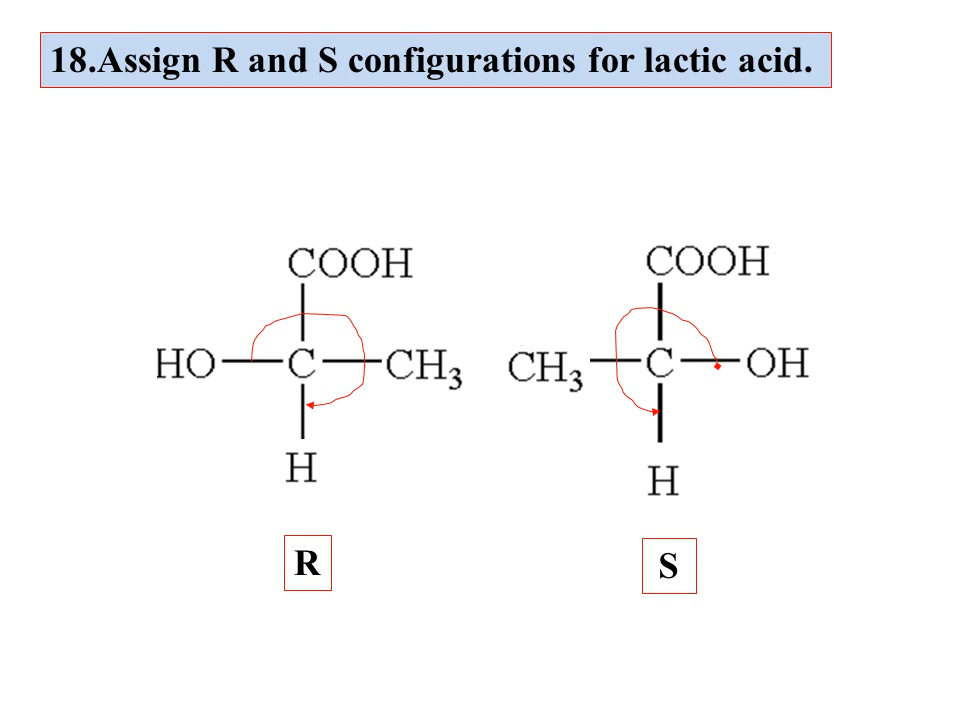 18.Assign R and S configurations for lactic acid.
COOH
HO C CH₃
H
R
COOH
CH₃ C OH
H
S